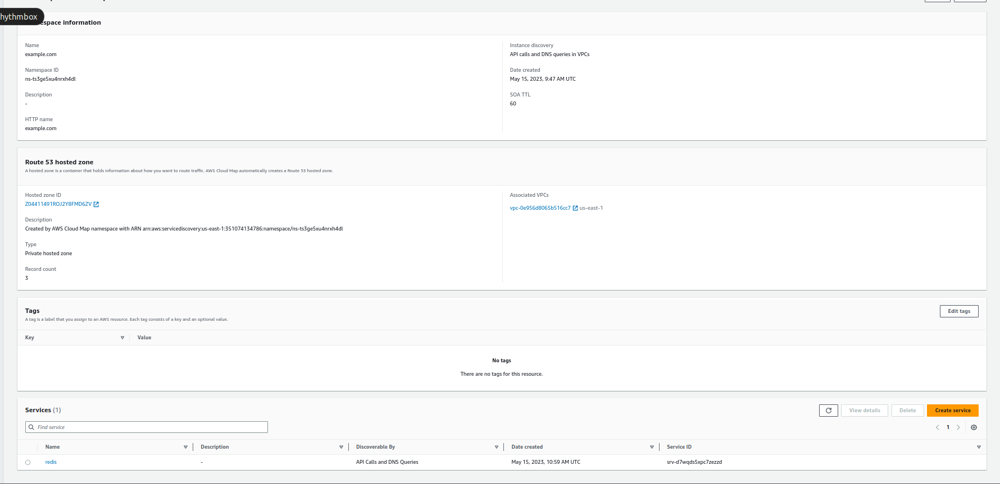 hythmbox
espace information
Name
example.com
Namespace ID
ns-ts3ge5xu4nrxh4dl
Description
-
HTTP name
example.com
Instance discovery
API calls and DNS queries in VPCs
Date created
May 15, 2023, 9:47 AM UTC
SOA TTL
60
Route 53 hosted zone
A hosted zone is a container that holds information about how you want to route traffic. AWS Cloud Map automatically creates a Route 53 hosted zone.
Hosted zone ID
Z04411491ROJ2Y8FMD6ZV
Description
Created by AWS Cloud Map namespace with ARN arn:aws:servicediscovery:us-east-1:351074134786:namespace/ns-ts3ge5xu4nrxh4dl
Type
Private hosted zone
Record count
3
Associated VPCs
vpc-0e956d8065b516cc7 us-east-1
Tags
Edit tags
A tag is a label that you assign to an AWS resource. Each tag consists of a key and an optional value.
Key Value
No tags
There are no tags for this resource.
Services (1)
View details Delete Create service
Find service
1
Name Description Discoverable By Date created Service ID
redis - API Calls and DNS Queries May 15, 2023, 10:59 AM UTC srv-d7wqds5xpc7zezzd